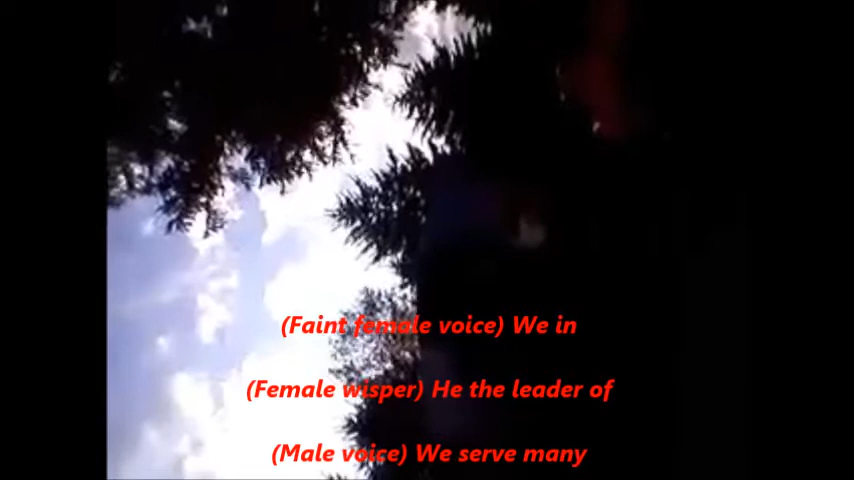 (Faint female voice) We in
(Female wisper) He the leader of
(Male voice) We serve many